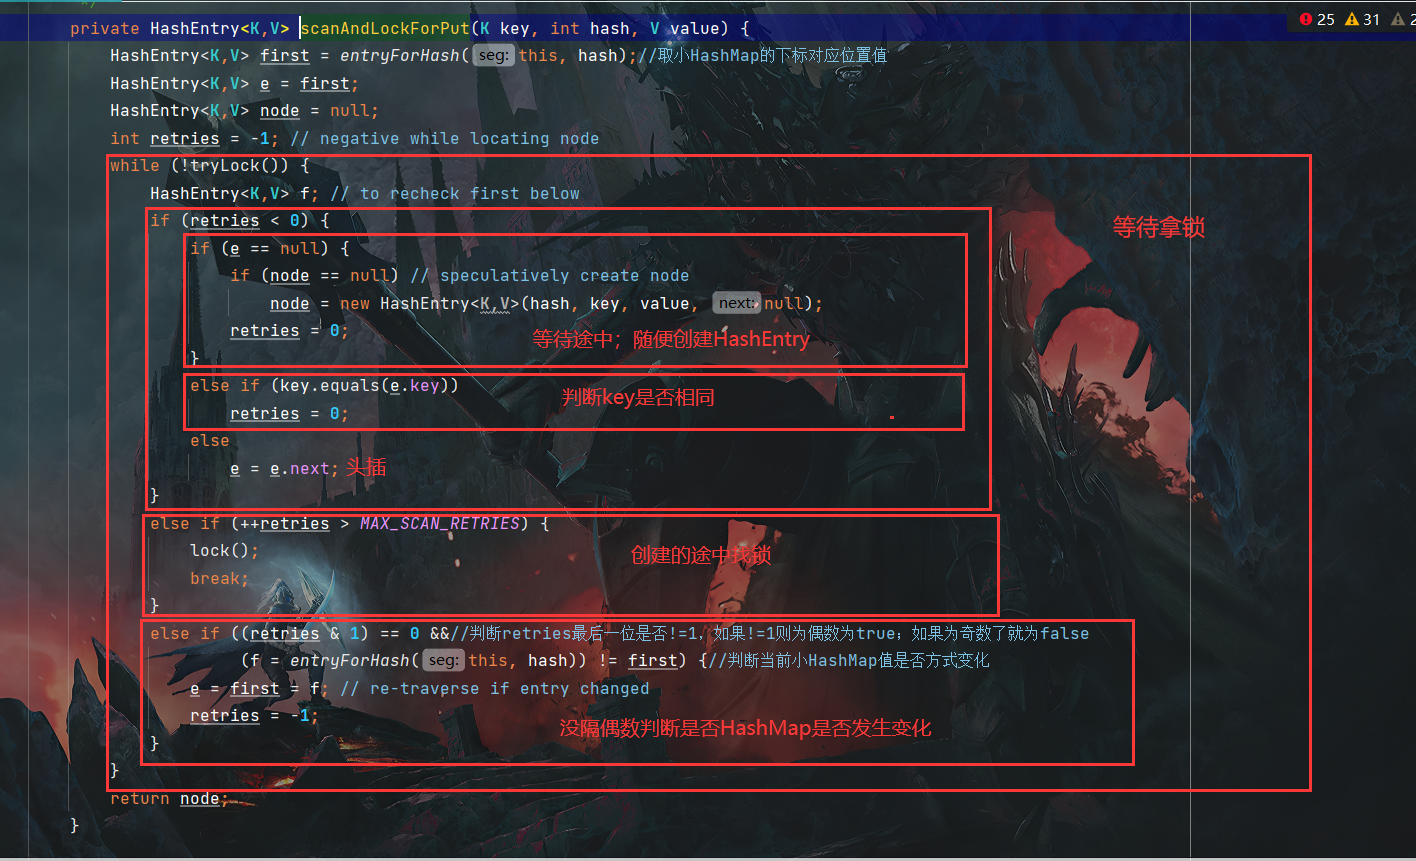 */
private HashEntry<K,V> scanAndLockForPut(K key, int hash, V value) {
25 31 2
HashEntry<K,V> first = entryForHash( seg: this, hash);//取小HashMap的下标对应位置值
HashEntry<K,V> e = first;
HashEntry<K,V> node = null;
int retries = -1; // negative while locating node
while (!tryLock()) {
HashEntry<K,V> f; // to recheck first below
if (retries < 0) {
等待拿锁
if (e == null) {
if (node == null) // speculatively create node
node = new HashEntry<K,V>(hash, key, value, next: null);
retries = 0;
等待途中；随便创建HashEntry
}
else if (key.equals(e.key))
判断key是否相同
retries = 0;
else
e = e.next; 头插
}
else if (++retries > MAX_SCAN_RETRIES) {
lock();
创建的途中找锁
break;
}
else if ((retries & 1) == 0 &&//判断retries最后一位是否!=1，如果!=1则为偶数为true；如果为奇数了就为false
(f = entryForHash( seg: this, hash)) != first) {//判断当前小HashMap值是否方式变化
e = first = f; // re-traverse if entry changed
retries = -1;
没隔偶数判断是否HashMap是否发生变化
}
}
return node;
}